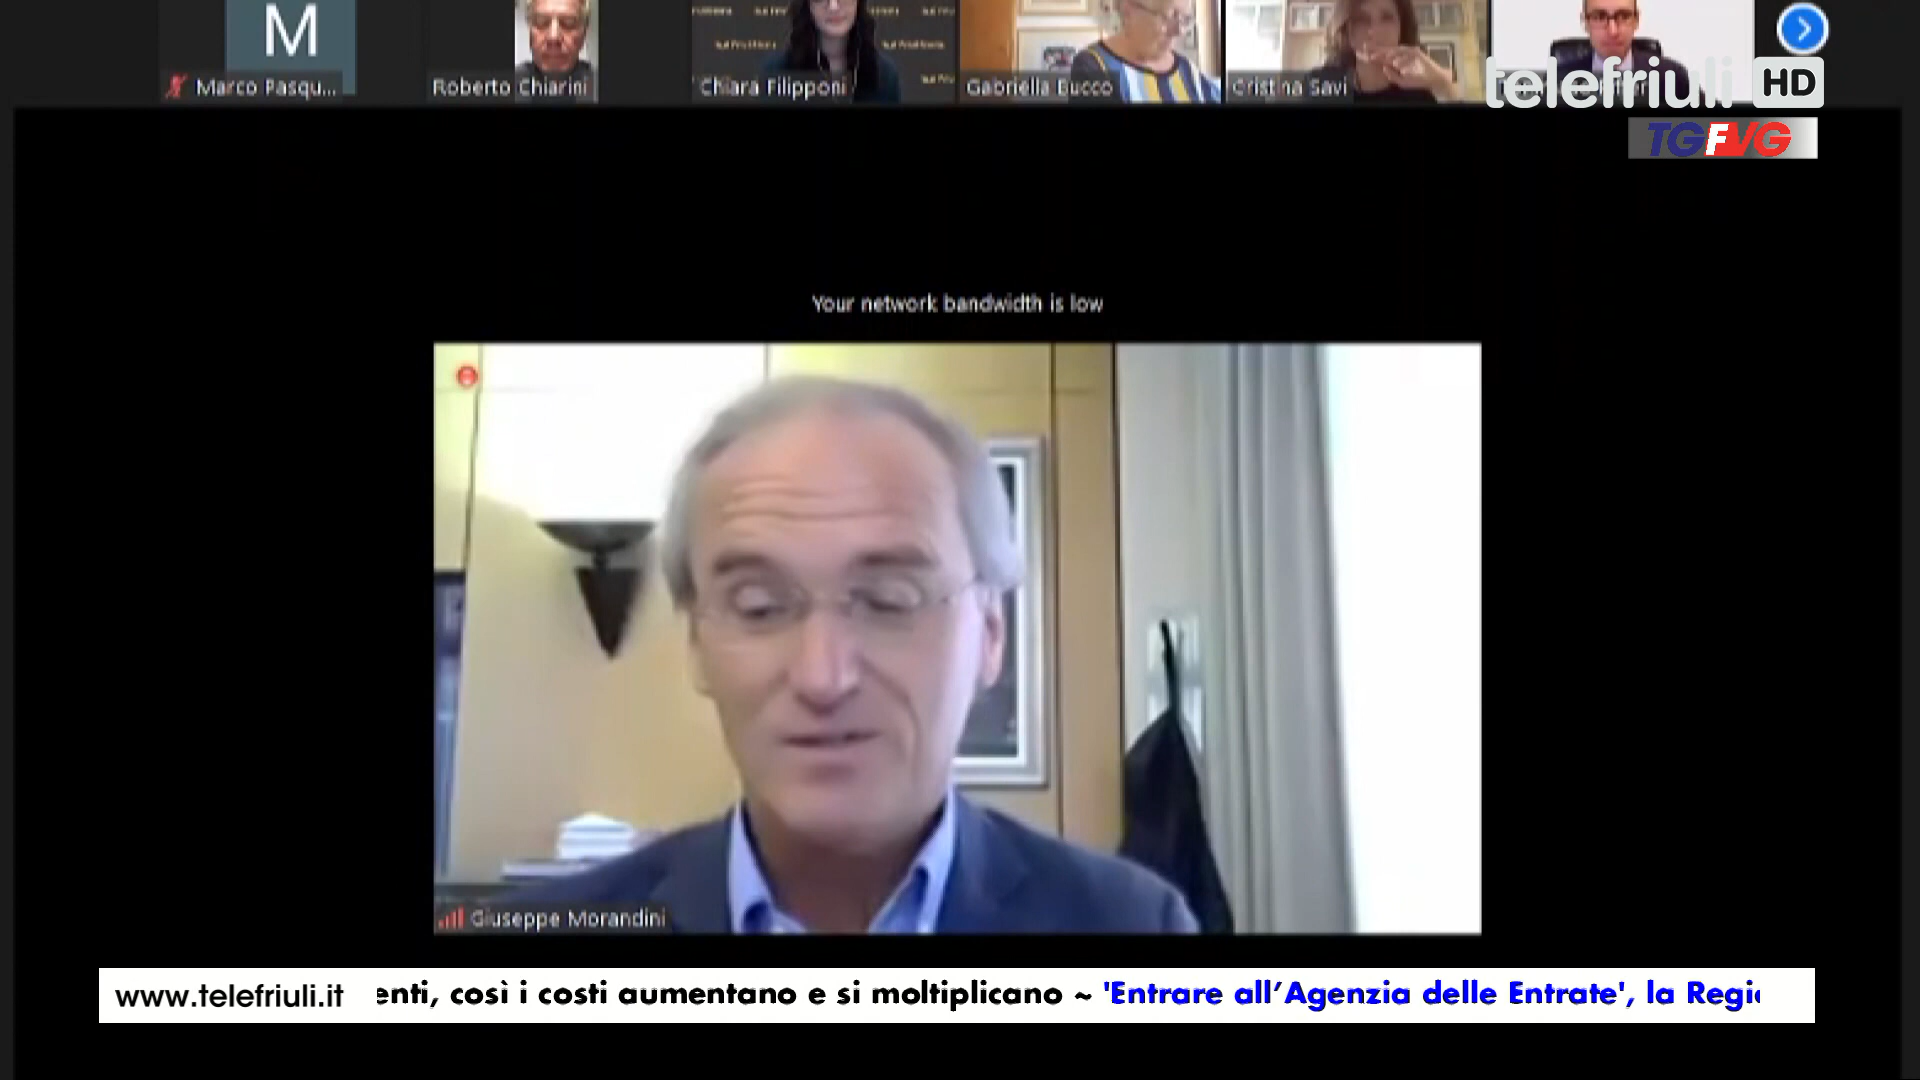 M
Marco Pasqu...
Roberto Chiarini
Chiara Filipponi
Gabriella Bucco
Cristina Savi
telefriuli HD
TGFVG
Your network bandwidth is low
Giuseppe Morandini
www.telefriuli.it
enti, così i costi aumentano e si moltiplicano ~ 'Entrare all'Agenzia delle Entrate', la Regi